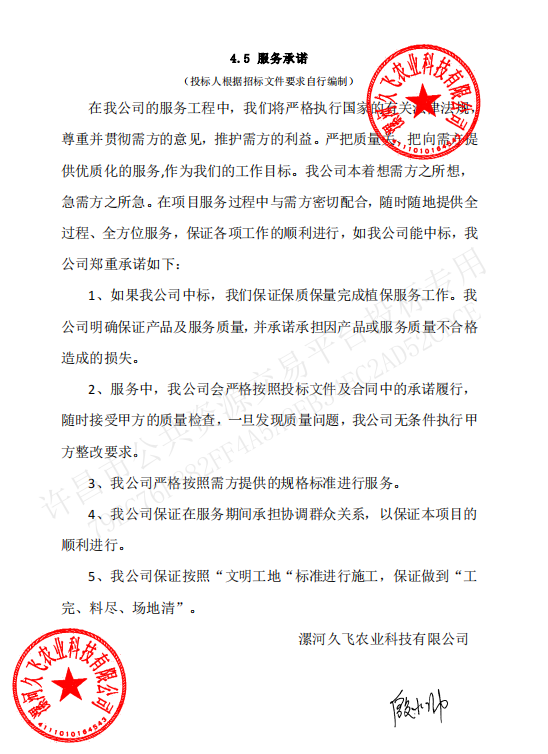 4.5 服务承诺
（投标人根据招标文件要求自行编制）
在我公司的服务工程中，我们将严格执行国家的有关法律法规，
尊重并贯彻需方的意见，推护需方的利益。严把质量关，把向需方提
供优质化的服务,作为我们的工作目标。我公司本着想需方之所想，
急需方之所急。在项目服务过程中与需方密切配合，随时随地提供全
过程、全方位服务，保证各项工作的顺利进行，如我公司能中标，我
公司郑重承诺如下：
1、如果我公司中标，我们保证保质保量完成植保服务工作。我
公司明确保证产品及服务质量，并承诺承担因产品或服务质量不合格
造成的损失。
2、服务中，我公司会严格按照投标文件及合同中的承诺履行，
随时接受甲方的质量检查，一旦发现质量问题，我公司无条件执行甲
方整改要求。
3、我公司严格按照需方提供的规格标准进行服务。
4、我公司保证在服务期间承担协调群众关系，以保证本项目的
顺利进行。
5、我公司保证按照“文明工地“标准进行施工，保证做到“工
完、料尽、场地清”。
漯河久飞农业科技有限公司
漯河久飞农业科技有限公司
4111010164543
漯河久飞农业科技有限公司
4111010164543
许昌市公共资源交易平台投标专用